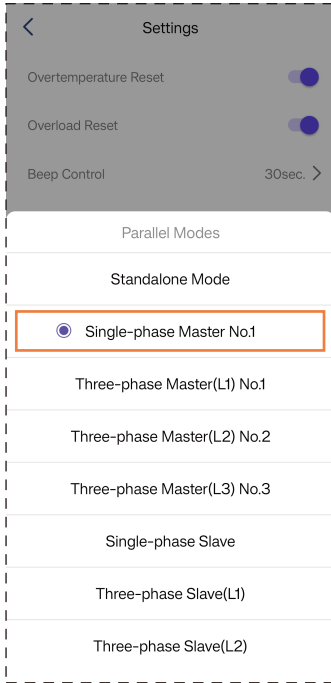 Settings
Overtemperature Reset
Overload Reset
Beep Control 30sec.
Parallel Modes
Standalone Mode
Single-phase Master No.1
Three-phase Master(L1) No.1
Three-phase Master(L2) No.2
Three-phase Master(L3) No.3
Single-phase Slave
Three-phase Slave(L1)
Three-phase Slave(L2)